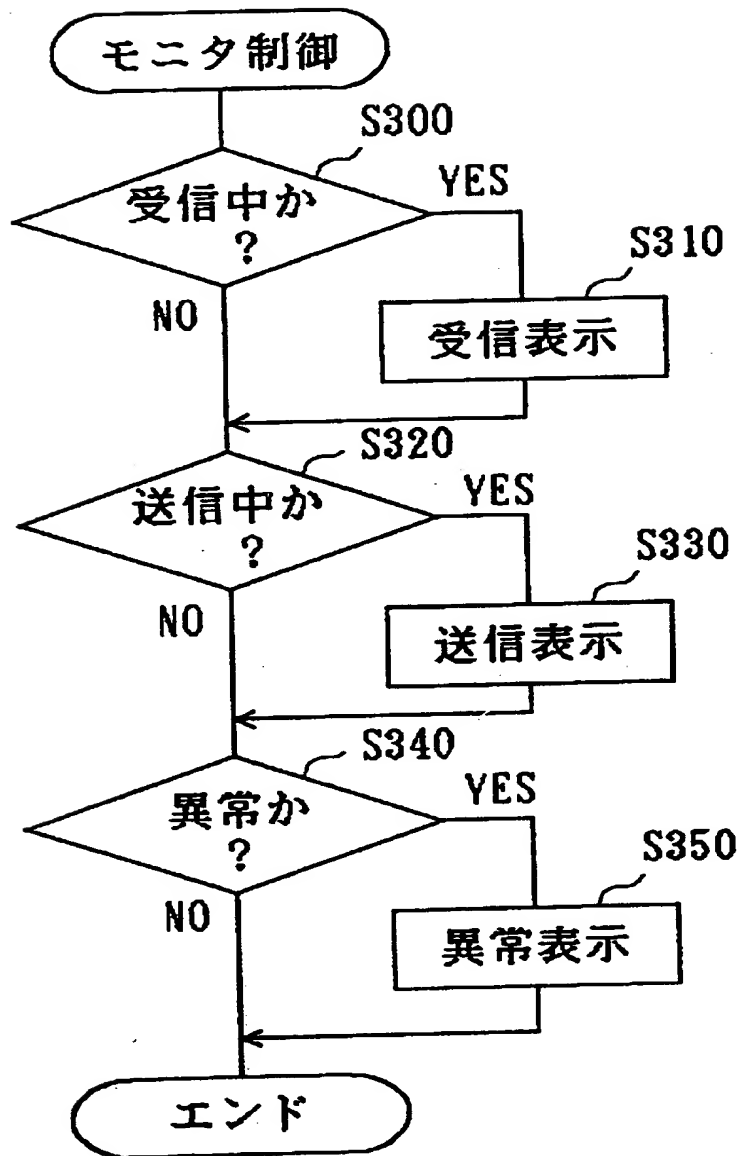 モニタ制御
S300
受信中か
?
YES
NO
S310
受信表示
S320
送信中か
?
YES
NO
S330
送信表示
S340
異常か
?
YES
NO
S350
異常表示
エンド